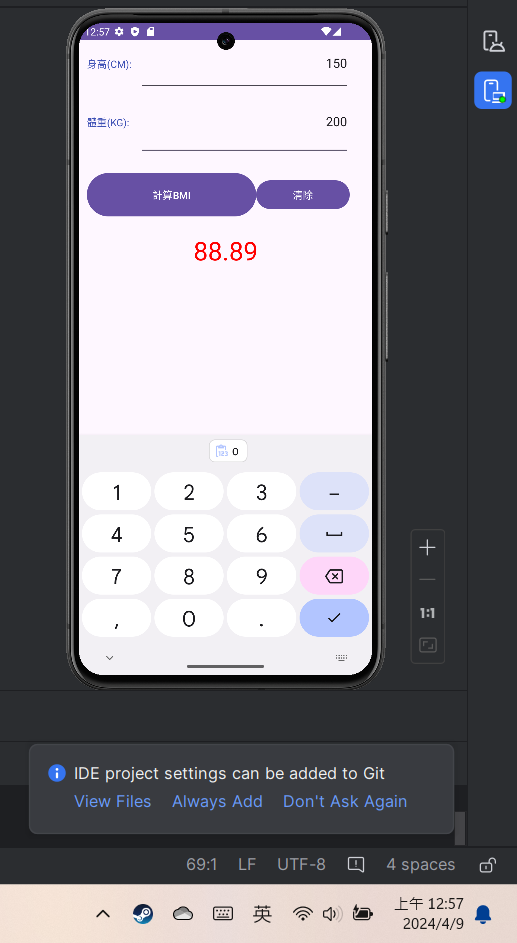 12:57
身高(CM):
150
體重(KG):
200
計算BMI
清除
88.89
0
1 2 3 –
4 5 6
7 8 9
, 0 .
1:1
IDE project settings can be added to Git
View Files Always Add Don't Ask Again
69:1 LF UTF-8 4 spaces
英
上午 12:57
2024/4/9